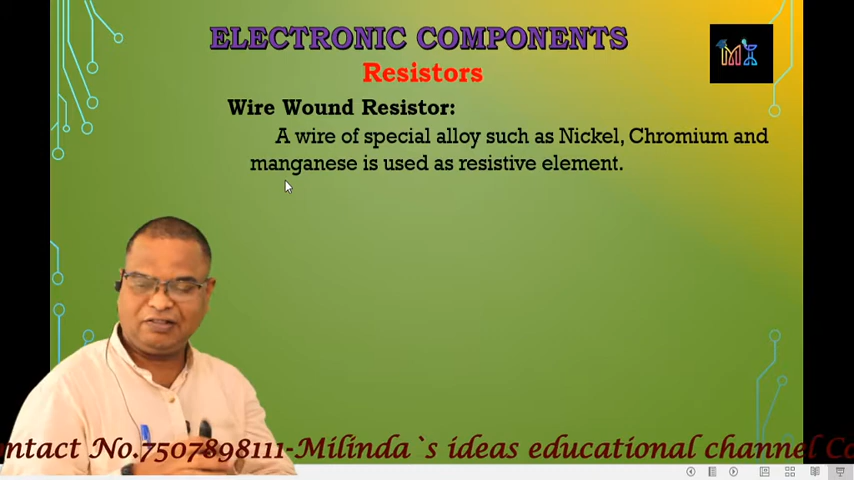 ELECTRONIC COMPONENTS
Resistors
Wire Wound Resistor:
A wire of special alloy such as Nickel, Chromium and
manganese is used as resistive element.
ntact No.7507898111-Milinda`s ideas educational channel Co